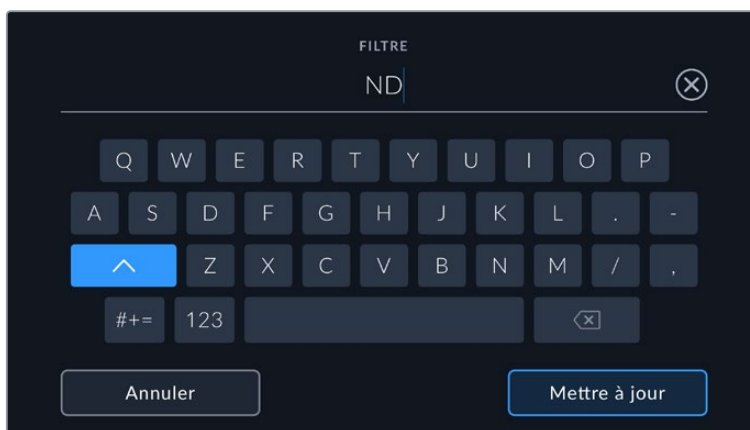 FILTRE
ND
Q W E R T Y U I O P
A S D F G H J K L . -
Z X C V B N M / ,
#+= 123
Annuler Mettre à jour